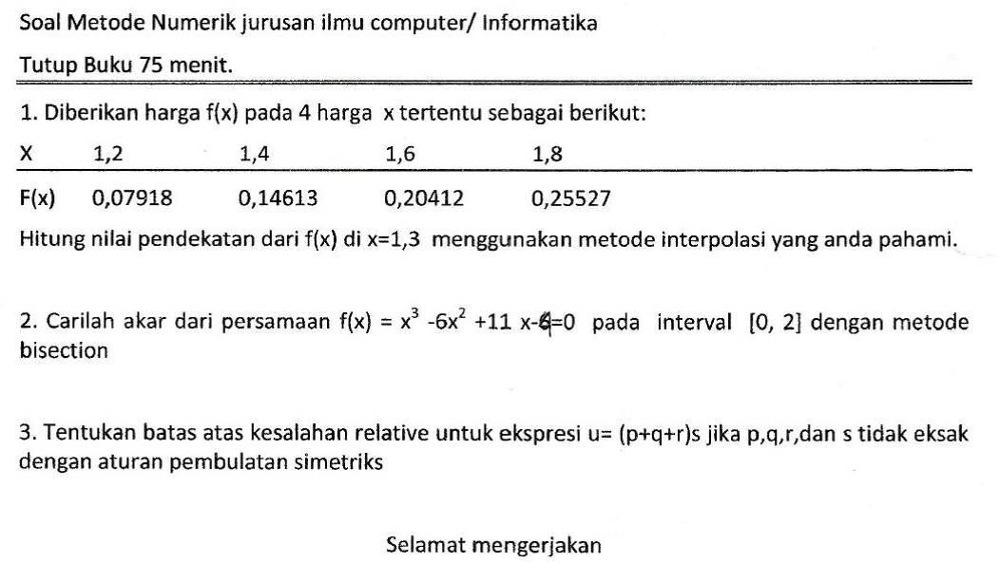 Soal Metode Numerik jurusan ilmu computer/ Informatika
Tutup Buku 75 menit.
1. Diberikan harga f(x) pada 4 harga x tertentu sebagai berikut:
X 1,2 1,4 1,6 1,8
F(x) 0,07918 0,14613 0,20412 0,25527
Hitung nilai pendekatan dari f(x) di x=1,3 menggunakan metode interpolasi yang anda pahami.
2. Carilah akar dari persamaan f(x) = x³ -6x² +11 x- =0 pada interval [0, 2] dengan metode
bisection
3. Tentukan batas atas kesalahan relative untuk ekspresi u= (p+q+r)s jika p,q,r,dan s tidak eksak
dengan aturan pembulatan simetriks
Selamat mengerjakan